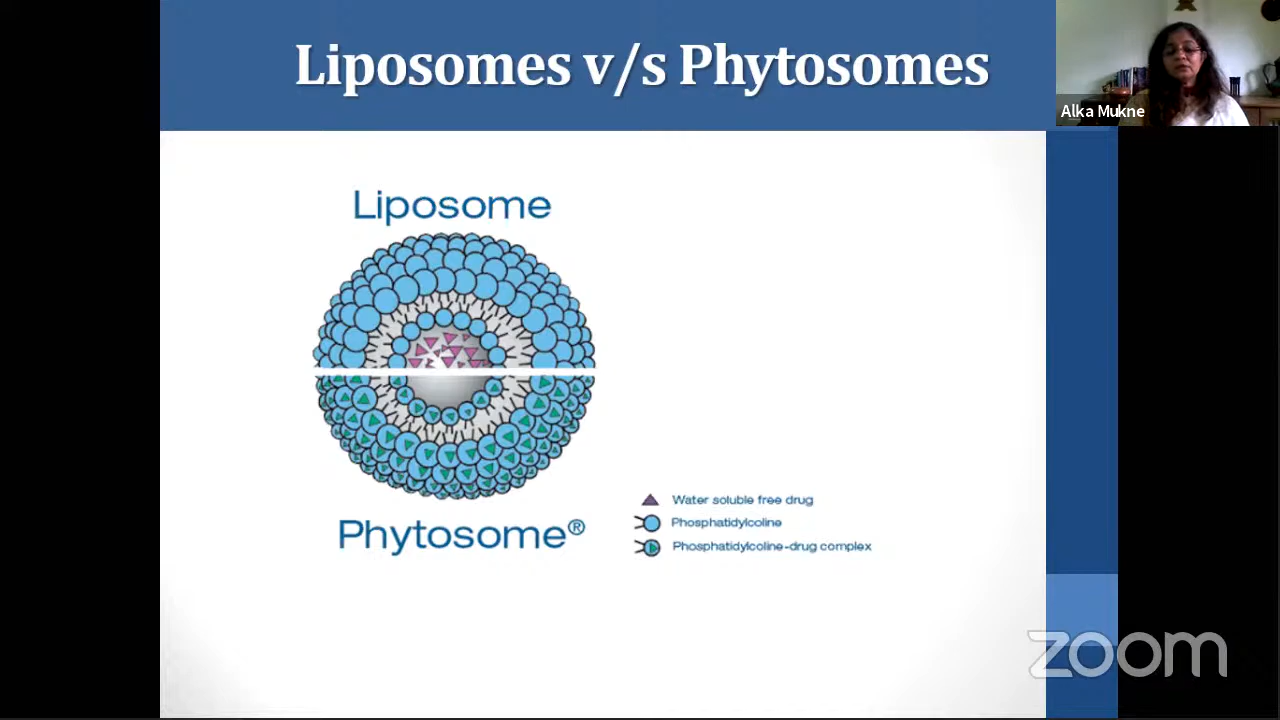 Liposomes v/s Phytosomes
Alka Mukne
Liposome
Phytosome®
Water soluble free drug
Phosphatidylcoline
Phosphatidylcoline-drug complex
zoom